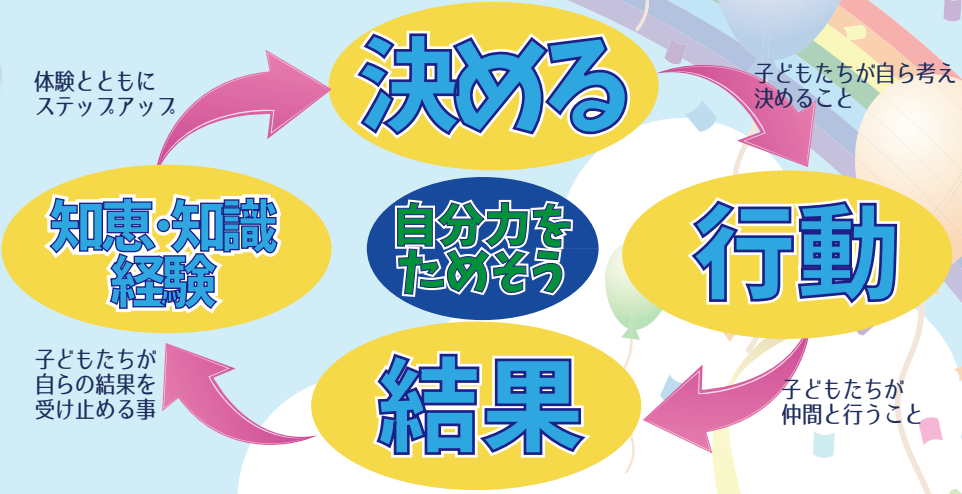 決める
体験とともに
ステップアップ
子どもたちが自ら考え
決めること
知恵・知識
経験
自分力を
ためそう
行動
子どもたちが
自らの結果を
受け止める事
結果
子どもたちが
仲間と行うこと